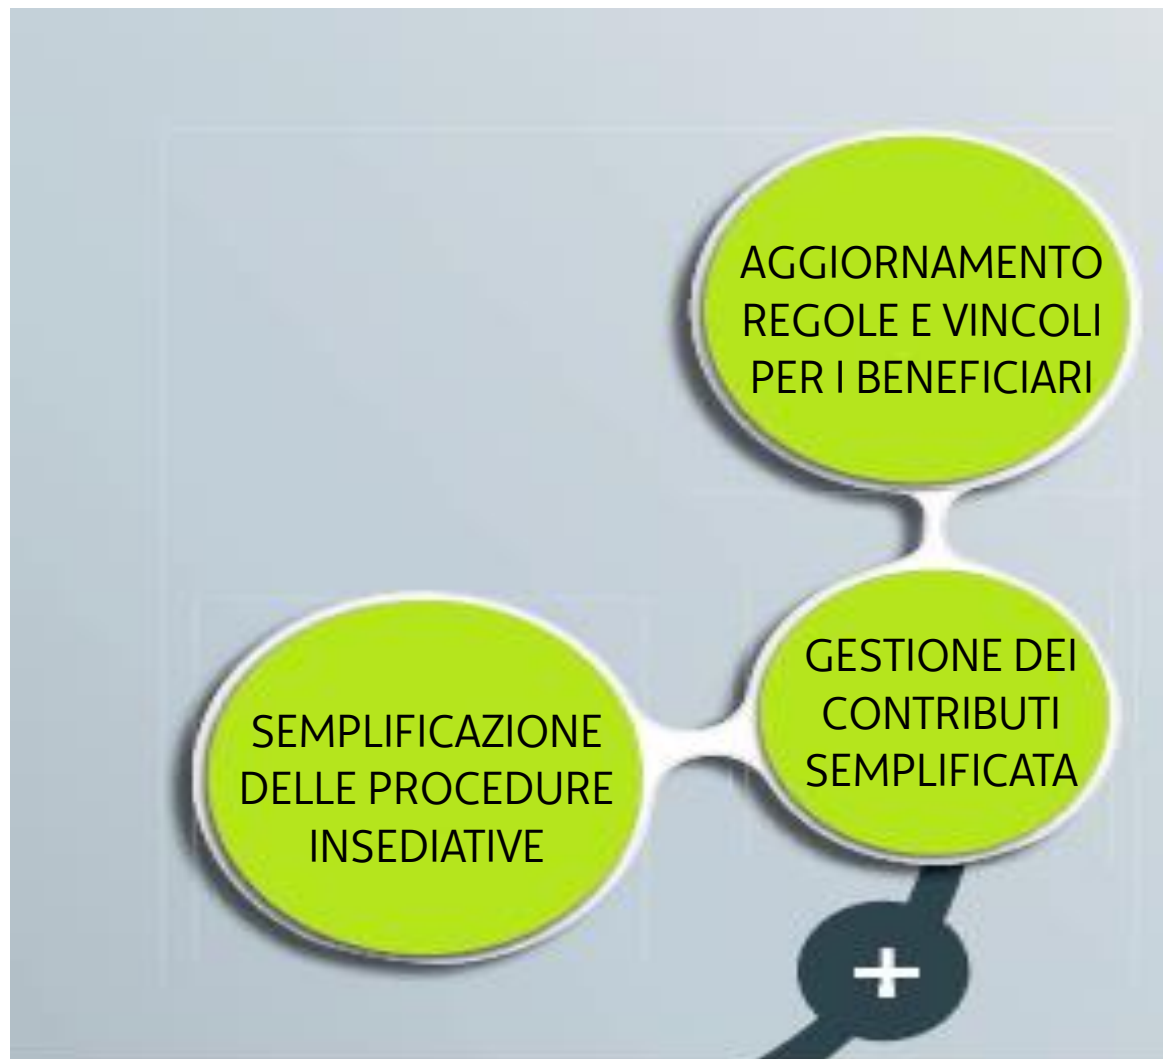 AGGIORNAMENTO
REGOLE E VINCOLI
PER I BENEFICIARI
GESTIONE DEI
CONTRIBUTI
SEMPLIFICATA
SEMPLIFICAZIONE
DELLE PROCEDURE
INSEDIATIVE
+